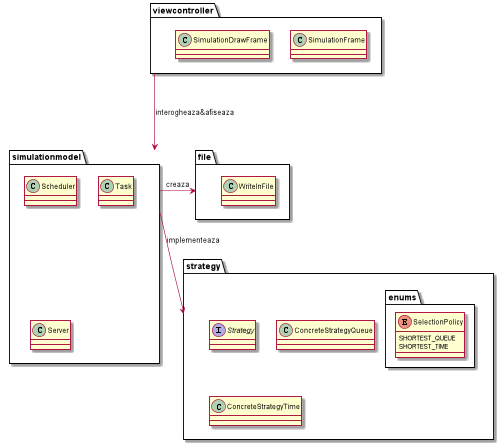 viewcontroller
C SimulationDrawFrame
C SimulationFrame
interogheaza&afiseaza
simulationmodel
C Scheduler
C Task
C Server
creaza
file
C WriteInFile
implementeaza
strategy
I Strategy
C ConcreteStrategyQueue
enums
E SelectionPolicy
SHORTEST_QUEUE
SHORTEST_TIME
C ConcreteStrategyTime